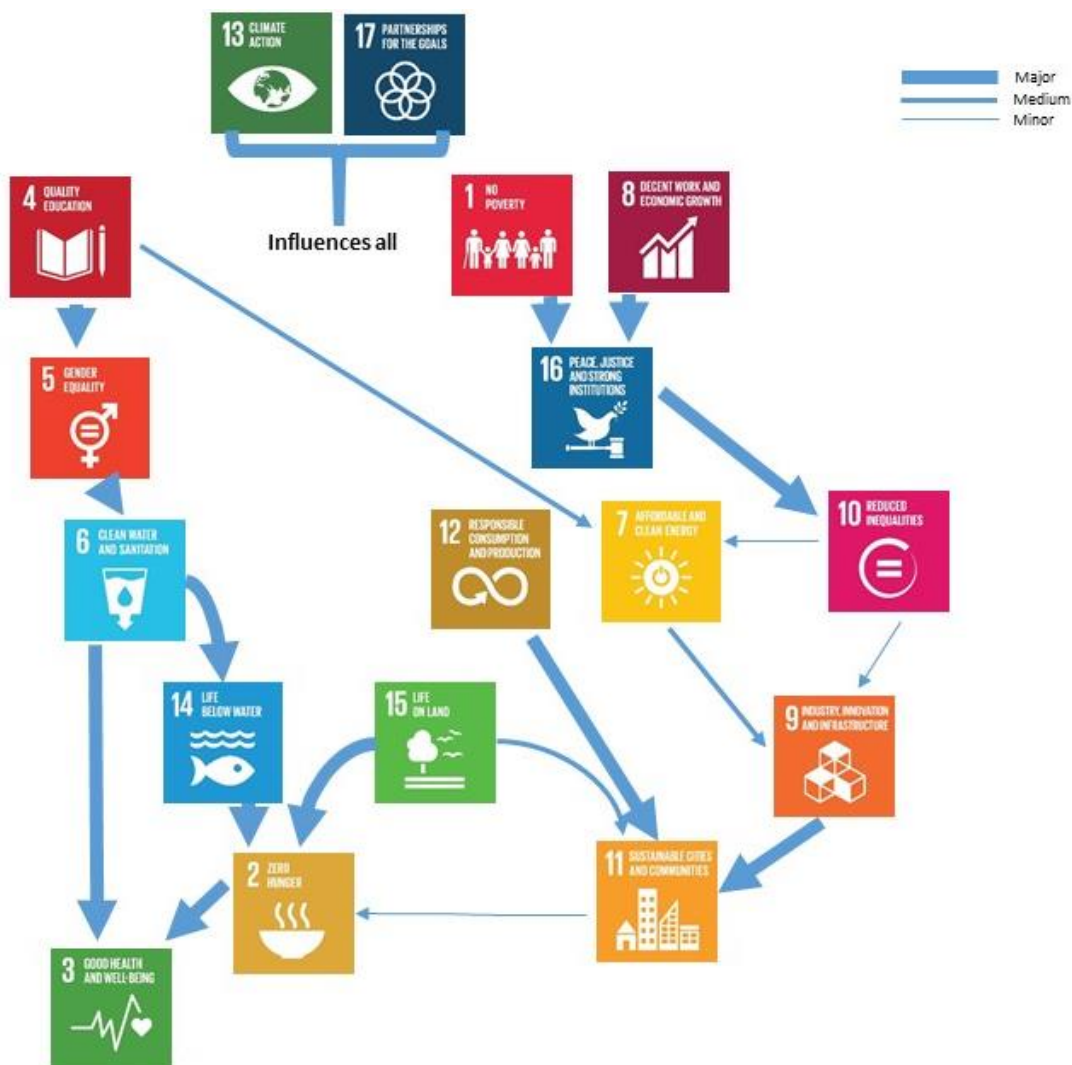 13 CLIMATE
ACTION
17 PARTNERSHIPS
FOR THE GOALS
Major
Medium
Minor
4 QUALITY
EDUCATION
1 NO
POVERTY
8 DECENT WORK AND
ECONOMIC GROWTH
Influences all
5 GENDER
EQUALITY
16 PEACE, JUSTICE
AND STRONG
INSTITUTIONS
6 CLEAN WATER
AND SANITATION
12 RESPONSIBLE
CONSUMPTION
AND PRODUCTION
7 AFFORDABLE AND
CLEAN ENERGY
10 REDUCED
INEQUALITIES
14 LIFE
BELOW WATER
15 LIFE
ON LAND
9 INDUSTRY, INNOVATION
AND INFRASTRUCTURE
2 ZERO
HUNGER
11 SUSTAINABLE CITIES
AND COMMUNITIES
3 GOOD HEALTH
AND WELL-BEING